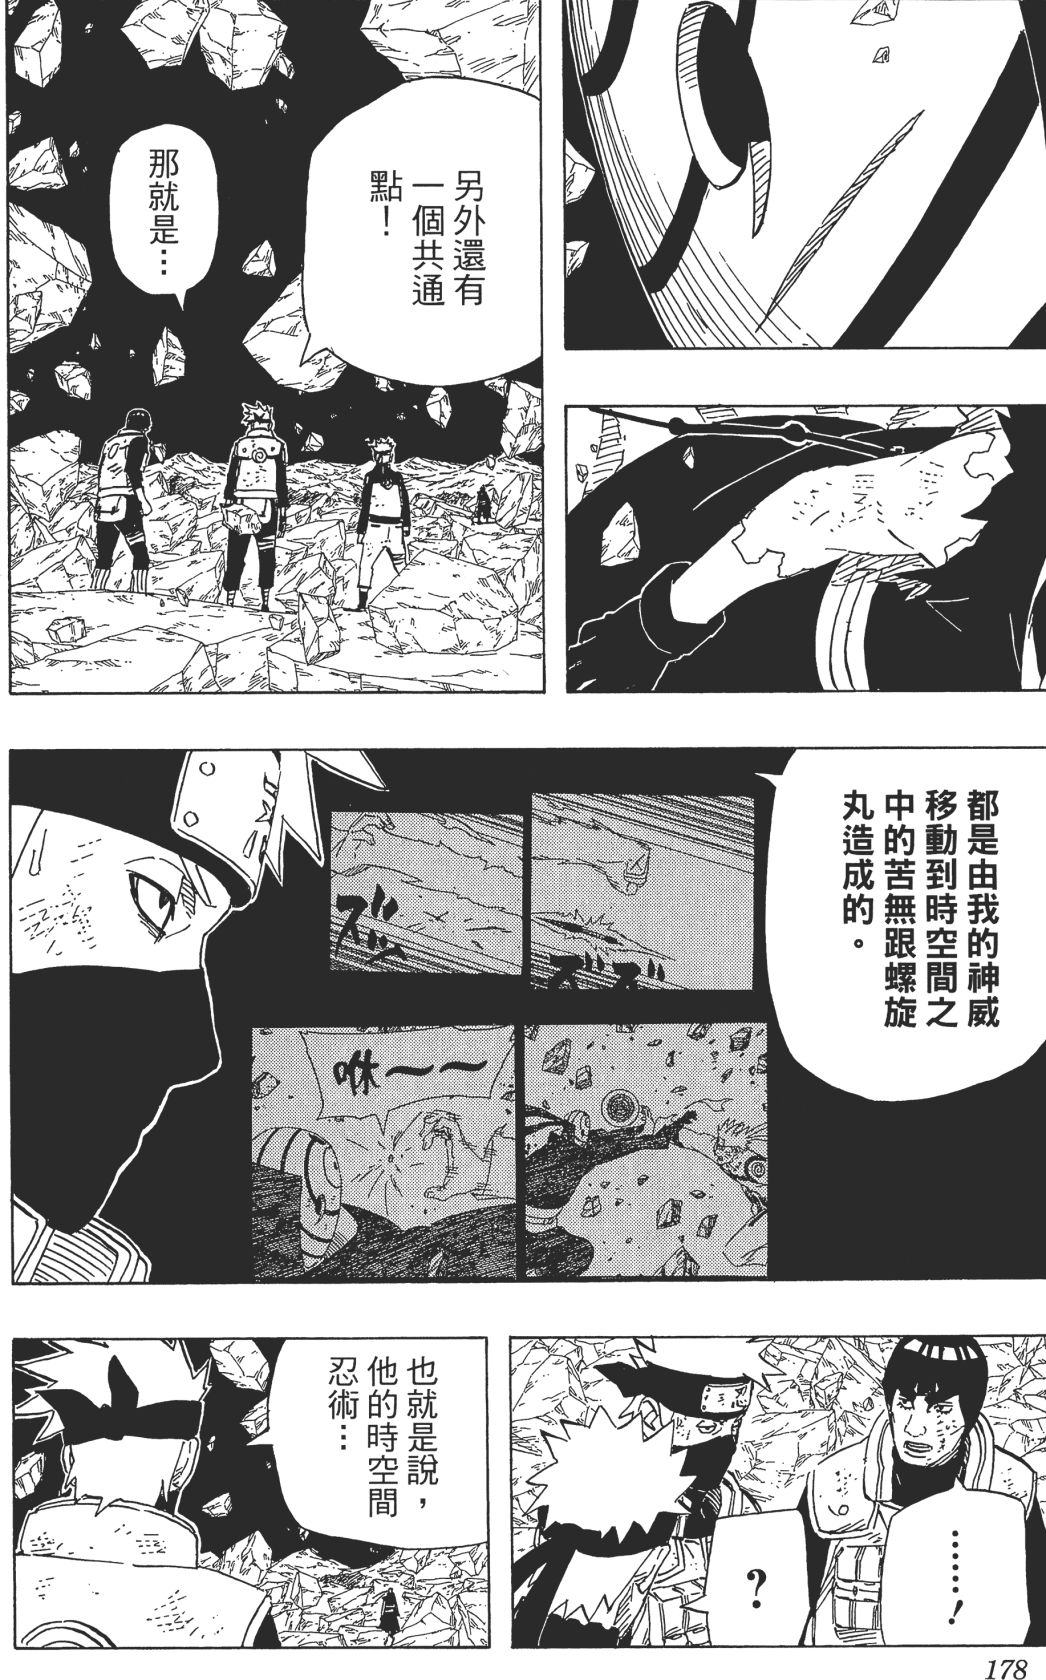 另外還有
一個共通
點！
那就是…
都是由我的神威
移動到時空間之
中的苦無跟螺旋
丸造成的。
ズッ
ズズ
咻～～
……！
？
也就是說，
他的時空間
忍術…
178